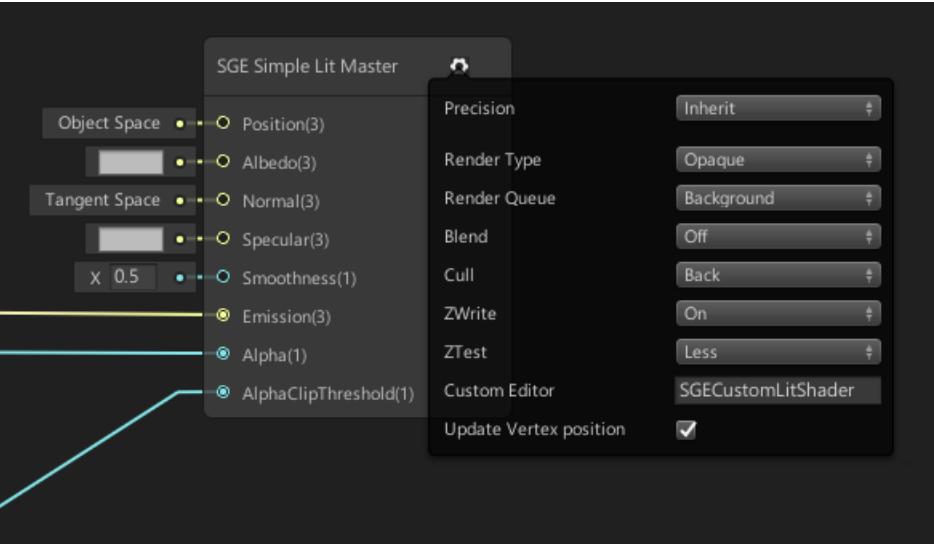 SGE Simple Lit Master
Object Space Position(3)
Albedo(3)
Tangent Space Normal(3)
Specular(3)
X 0.5 Smoothness(1)
Emission(3)
Alpha(1)
AlphaClipThreshold(1)
Precision Inherit
Render Type Opaque
Render Queue Background
Blend Off
Cull Back
ZWrite On
ZTest Less
Custom Editor SGECustomLitShader
Update Vertex position